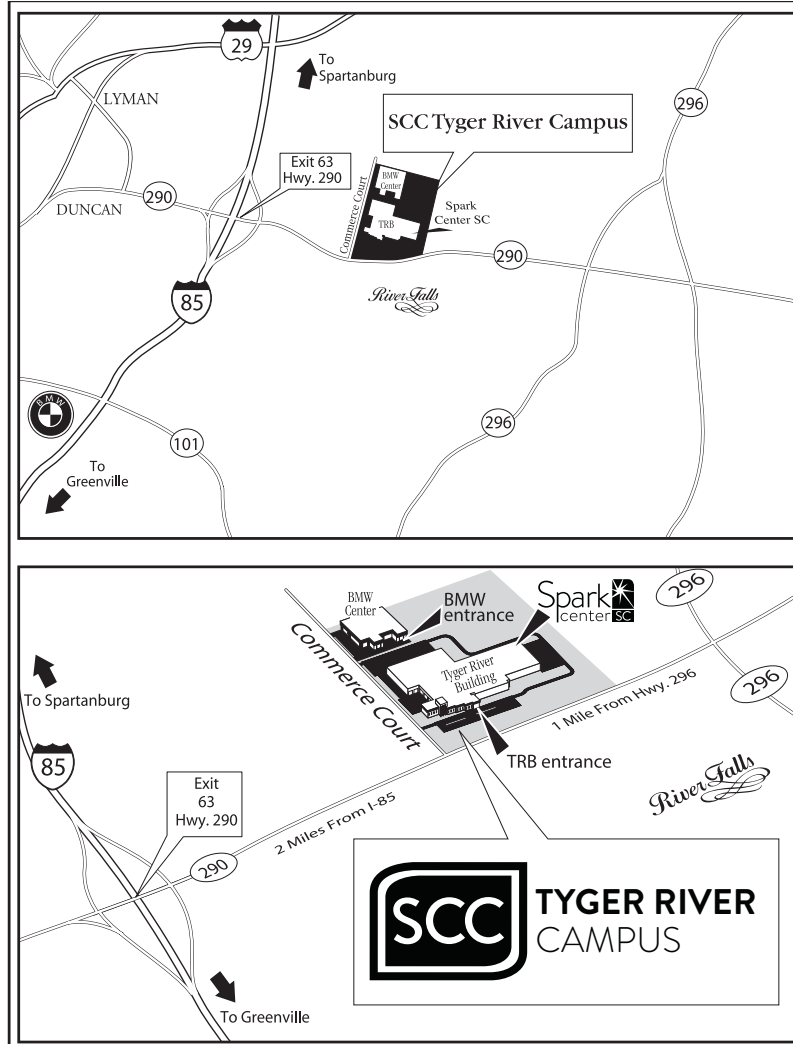 29
To
Spartanburg
LYMAN
296
SCC Tyger River Campus
Exit 63
Hwy. 290
BMW
Center
290
DUNCAN
Commerce Court
TRB
Spark
Center SC
290
85
River Falls
BMW
296
101
To
Greenville
BMW
Center
BMW
entrance
Spark
center SC
296
Commerce Court
Tyger River
Building
To Spartanburg
296
1 Mile From Hwy. 296
TRB entrance
85
Exit
63
Hwy. 290
River Falls
2 Miles From I-85
290
SCC
TYGER RIVER
CAMPUS
To Greenville